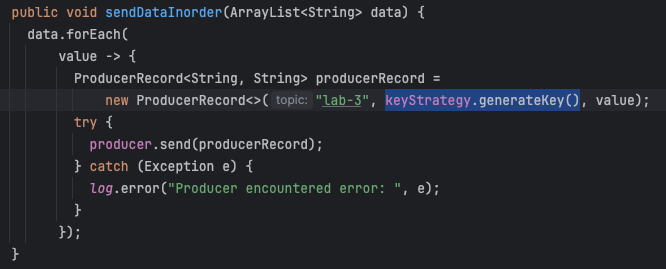 public void sendDataInorder(ArrayList<String> data) {
  data.forEach(
      value -> {
        ProducerRecord<String, String> producerRecord =
            new ProducerRecord<>( topic: "lab-3", keyStrategy.generateKey(), value);
        try {
          producer.send(producerRecord);
        } catch (Exception e) {
          log.error("Producer encountered error: ", e);
        }
      });
}